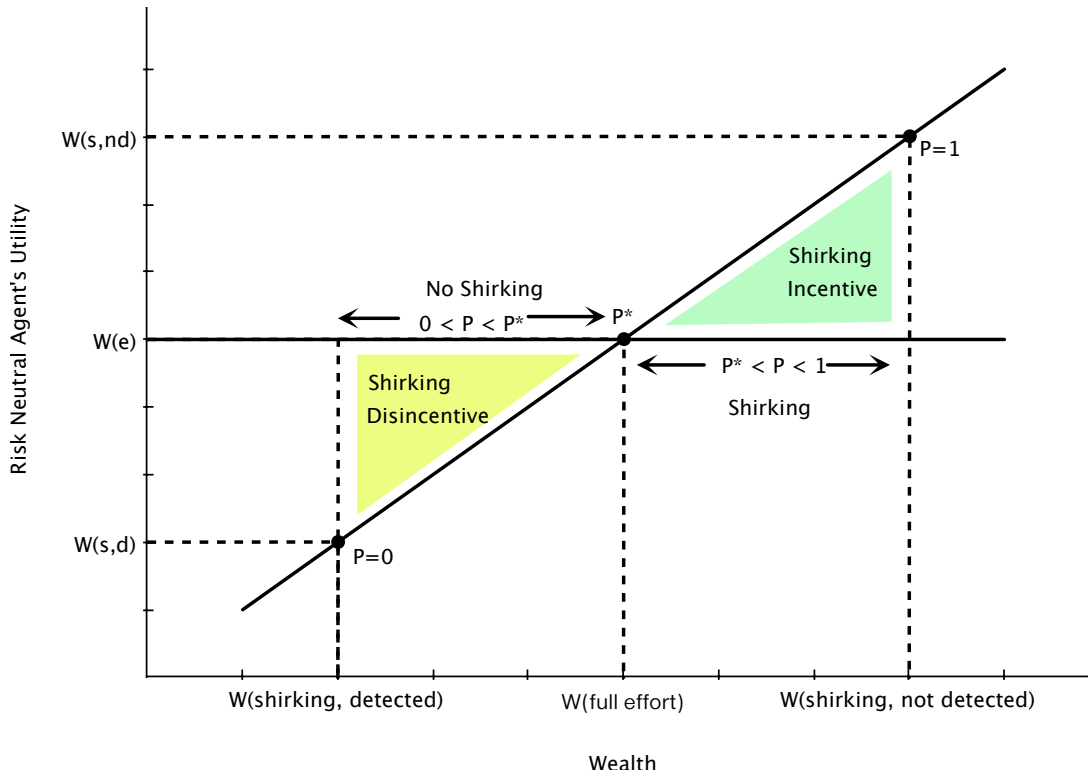 W(s,nd)
P=1
Shirking
Incentive
No Shirking
0 < P < P*
P*
W(e)
Shirking
Disincentive
P* < P < 1
Shirking
W(s,d)
P=0
Risk Neutral Agent's Utility
W(shirking, detected)
W(full effort)
W(shirking, not detected)
Wealth